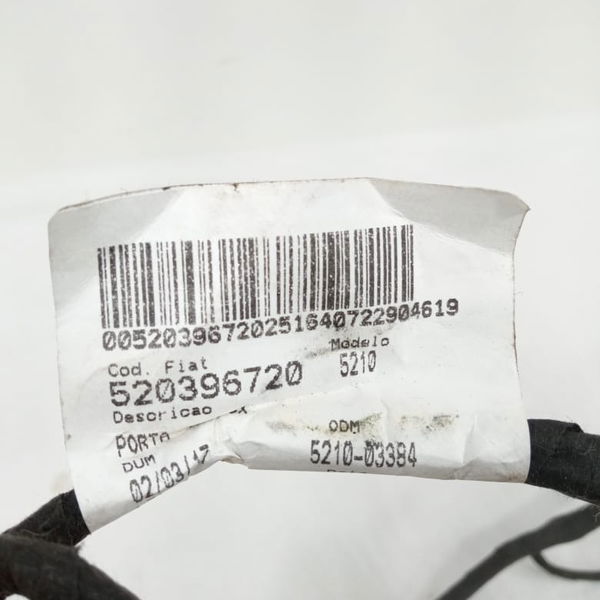 00520396720251640722904619
Cod. Fiat
Modelo
520396720
5210
Descricao
PORTA
ODM
DUM
5210-03384
02/03/17